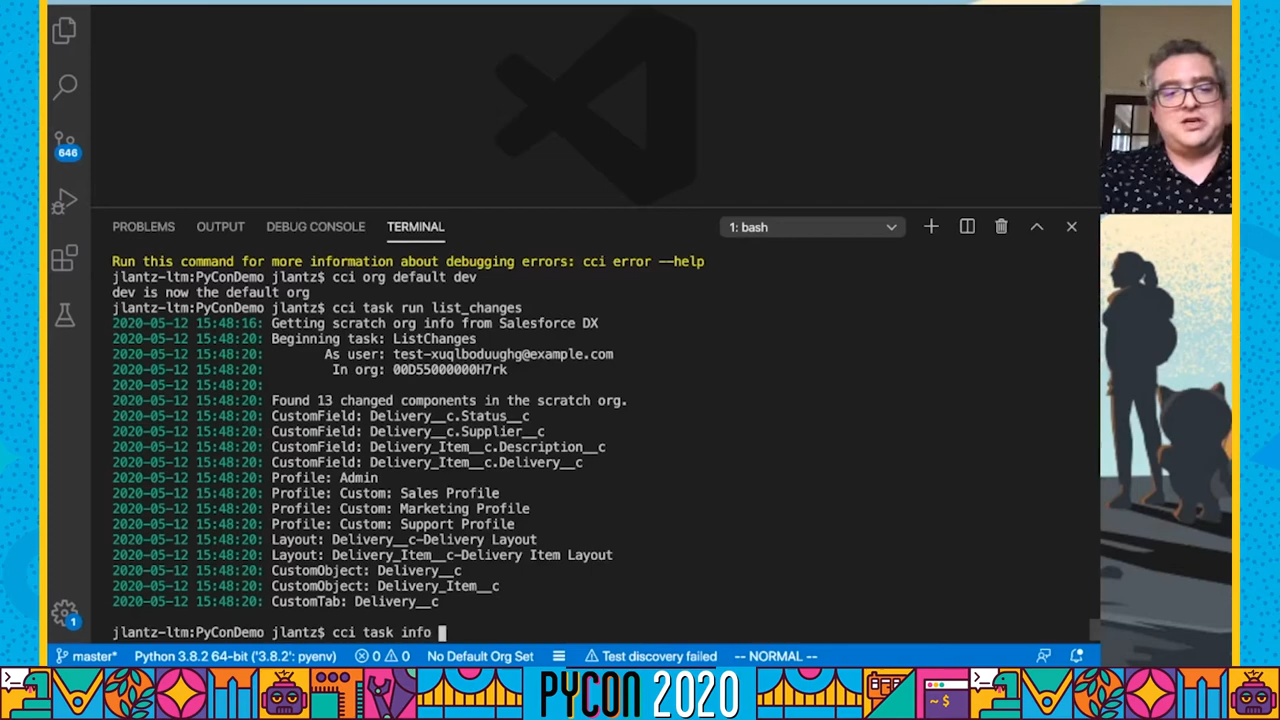 646
PROBLEMS
OUTPUT
DEBUG CONSOLE
TERMINAL
1: bash
Run this command for more information about debugging errors: cci error --help
jlantz-ltm:PyConDemo jlantz$ cci org default dev
dev is now the default org
jlantz-ltm:PyConDemo jlantz$ cci task run list_changes
2020-05-12 15:48:16: Getting scratch org info from Salesforce DX
2020-05-12 15:48:20: Beginning task: ListChanges
2020-05-12 15:48:20: As user: test-xuqlboduughg@example.com
2020-05-12 15:48:20: In org: 00D55000000H7rk
2020-05-12 15:48:20:
2020-05-12 15:48:20: Found 13 changed components in the scratch org.
2020-05-12 15:48:20: CustomField: Delivery__c.Status__c
2020-05-12 15:48:20: CustomField: Delivery__c.Supplier__c
2020-05-12 15:48:20: CustomField: Delivery_Item__c.Description__c
2020-05-12 15:48:20: CustomField: Delivery_Item__c.Delivery__c
2020-05-12 15:48:20: Profile: Admin
2020-05-12 15:48:20: Profile: Custom: Sales Profile
2020-05-12 15:48:20: Profile: Custom: Marketing Profile
2020-05-12 15:48:20: Profile: Custom: Support Profile
2020-05-12 15:48:20: Layout: Delivery__c-Delivery Layout
2020-05-12 15:48:20: Layout: Delivery_Item__c-Delivery Item Layout
2020-05-12 15:48:20: CustomObject: Delivery__c
2020-05-12 15:48:20: CustomObject: Delivery_Item__c
2020-05-12 15:48:20: CustomTab: Delivery__c
1
jlantz-ltm:PyConDemo jlantz$ cci task info
master* Python 3.8.2 64-bit ('3.8.2': pyenv) 0 0 No Default Org Set Test discovery failed -- NORMAL --
PYCON 2020
~ $